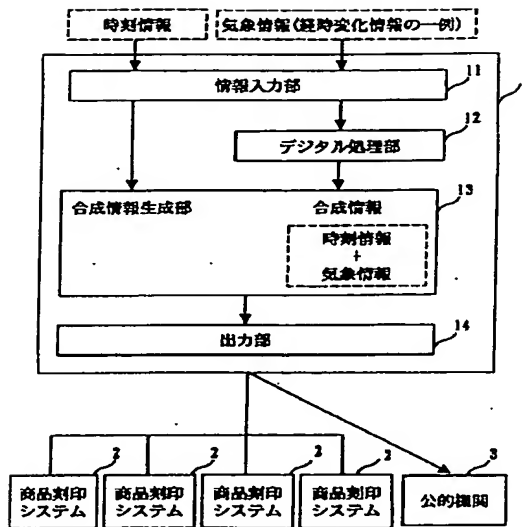 時刻情報 気象情報(経時変化情報の一例)
11
情報入力部
12
デジタル処理部
13
合成情報生成部 合成情報
時刻情報
+
気象情報
14
出力部
2 2 2 2 3
商品刻印システム 商品刻印システム 商品刻印システム 商品刻印システム 公的機関